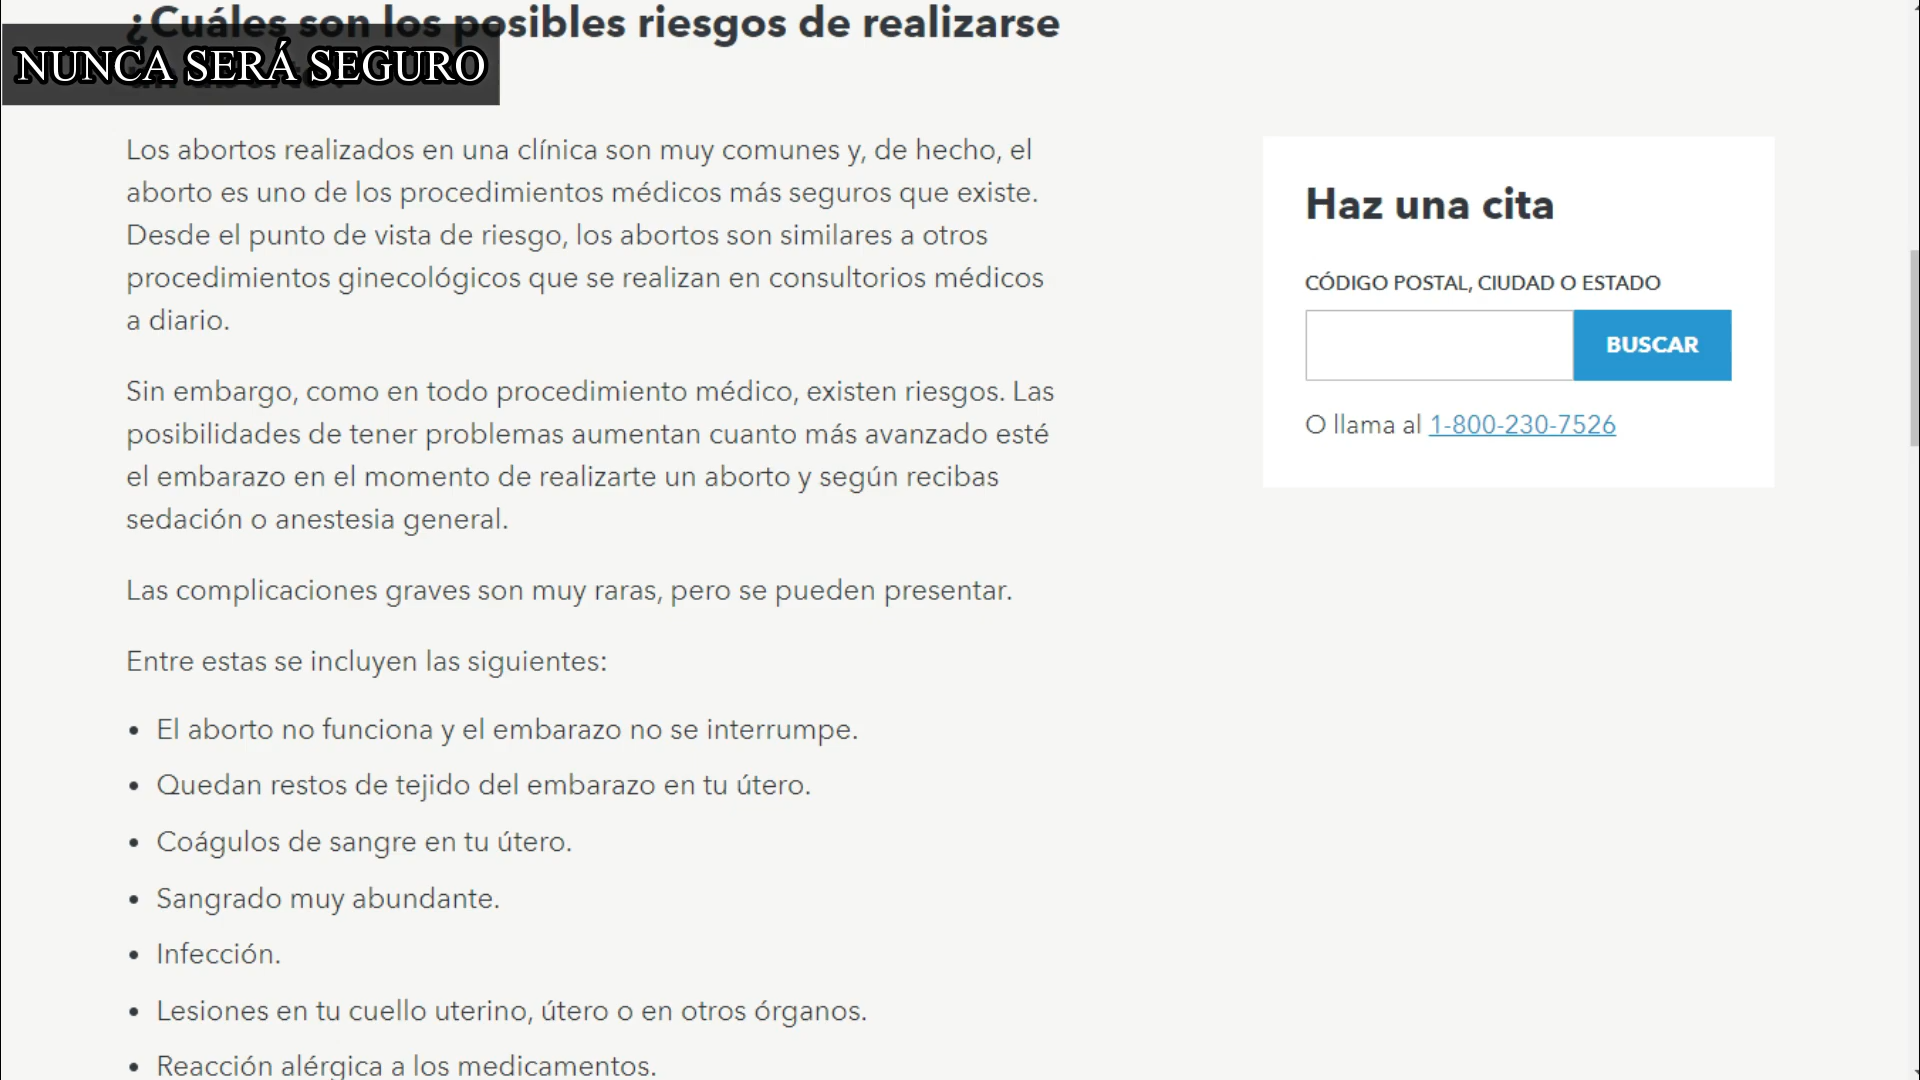 ¿Cuáles son los posibles riesgos de realizarse
NUNCA SERÁ SEGURO
Los abortos realizados en una clínica son muy comunes y, de hecho, el
aborto es uno de los procedimientos médicos más seguros que existe.
Desde el punto de vista de riesgo, los abortos son similares a otros
procedimientos ginecológicos que se realizan en consultorios médicos
a diario.
Sin embargo, como en todo procedimiento médico, existen riesgos. Las
posibilidades de tener problemas aumentan cuanto más avanzado esté
el embarazo en el momento de realizarte un aborto y según recibas
sedación o anestesia general.
Las complicaciones graves son muy raras, pero se pueden presentar.
Entre estas se incluyen las siguientes:
• El aborto no funciona y el embarazo no se interrumpe.
• Quedan restos de tejido del embarazo en tu útero.
• Coágulos de sangre en tu útero.
• Sangrado muy abundante.
• Infección.
• Lesiones en tu cuello uterino, útero o en otros órganos.
• Reacción alérgica a los medicamentos.
Haz una cita
CÓDIGO POSTAL, CIUDAD O ESTADO
BUSCAR
O llama al 1-800-230-7526